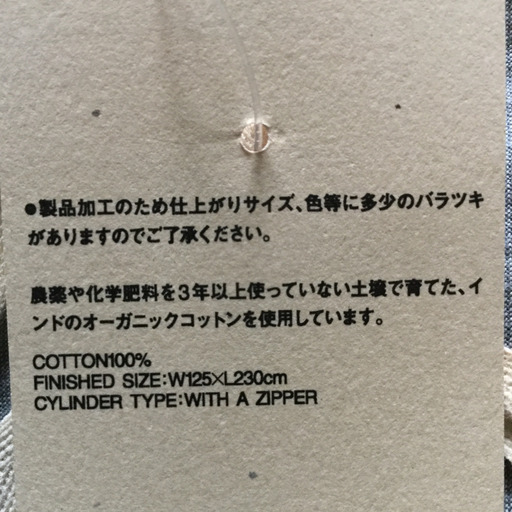 ●製品加工のため仕上がりサイズ、色等に多少のバラツキ
がありますのでご了承ください。
農薬や化学肥料を3年以上使っていない土壌で育てた、イ
ンドのオーガニックコットンを使用しています。
COTTON100%
FINISHED SIZE:W125×L230cm
CYLINDER TYPE:WITH A ZIPPER